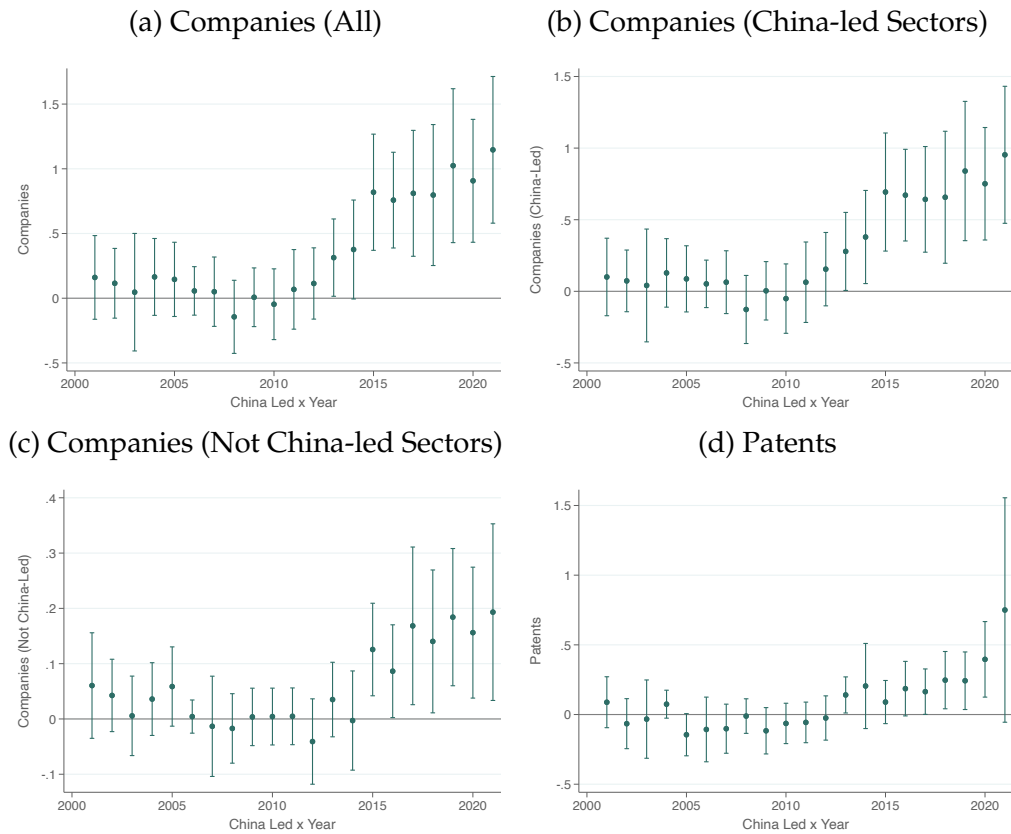 (a) Companies (All)
Companies
1.5
1
.5
0
-.5
2000 2005 2010 2015 2020
China Led x Year
(b) Companies (China-led Sectors)
Companies (China-Led)
1.5
1
.5
0
-.5
2000 2005 2010 2015 2020
China Led x Year
(c) Companies (Not China-led Sectors)
Companies (Not China-Led)
.4
.3
.2
.1
0
-.1
2000 2005 2010 2015 2020
China Led x Year
(d) Patents
Patents
1.5
1
.5
0
-.5
2000 2005 2010 2015 2020
China Led x Year